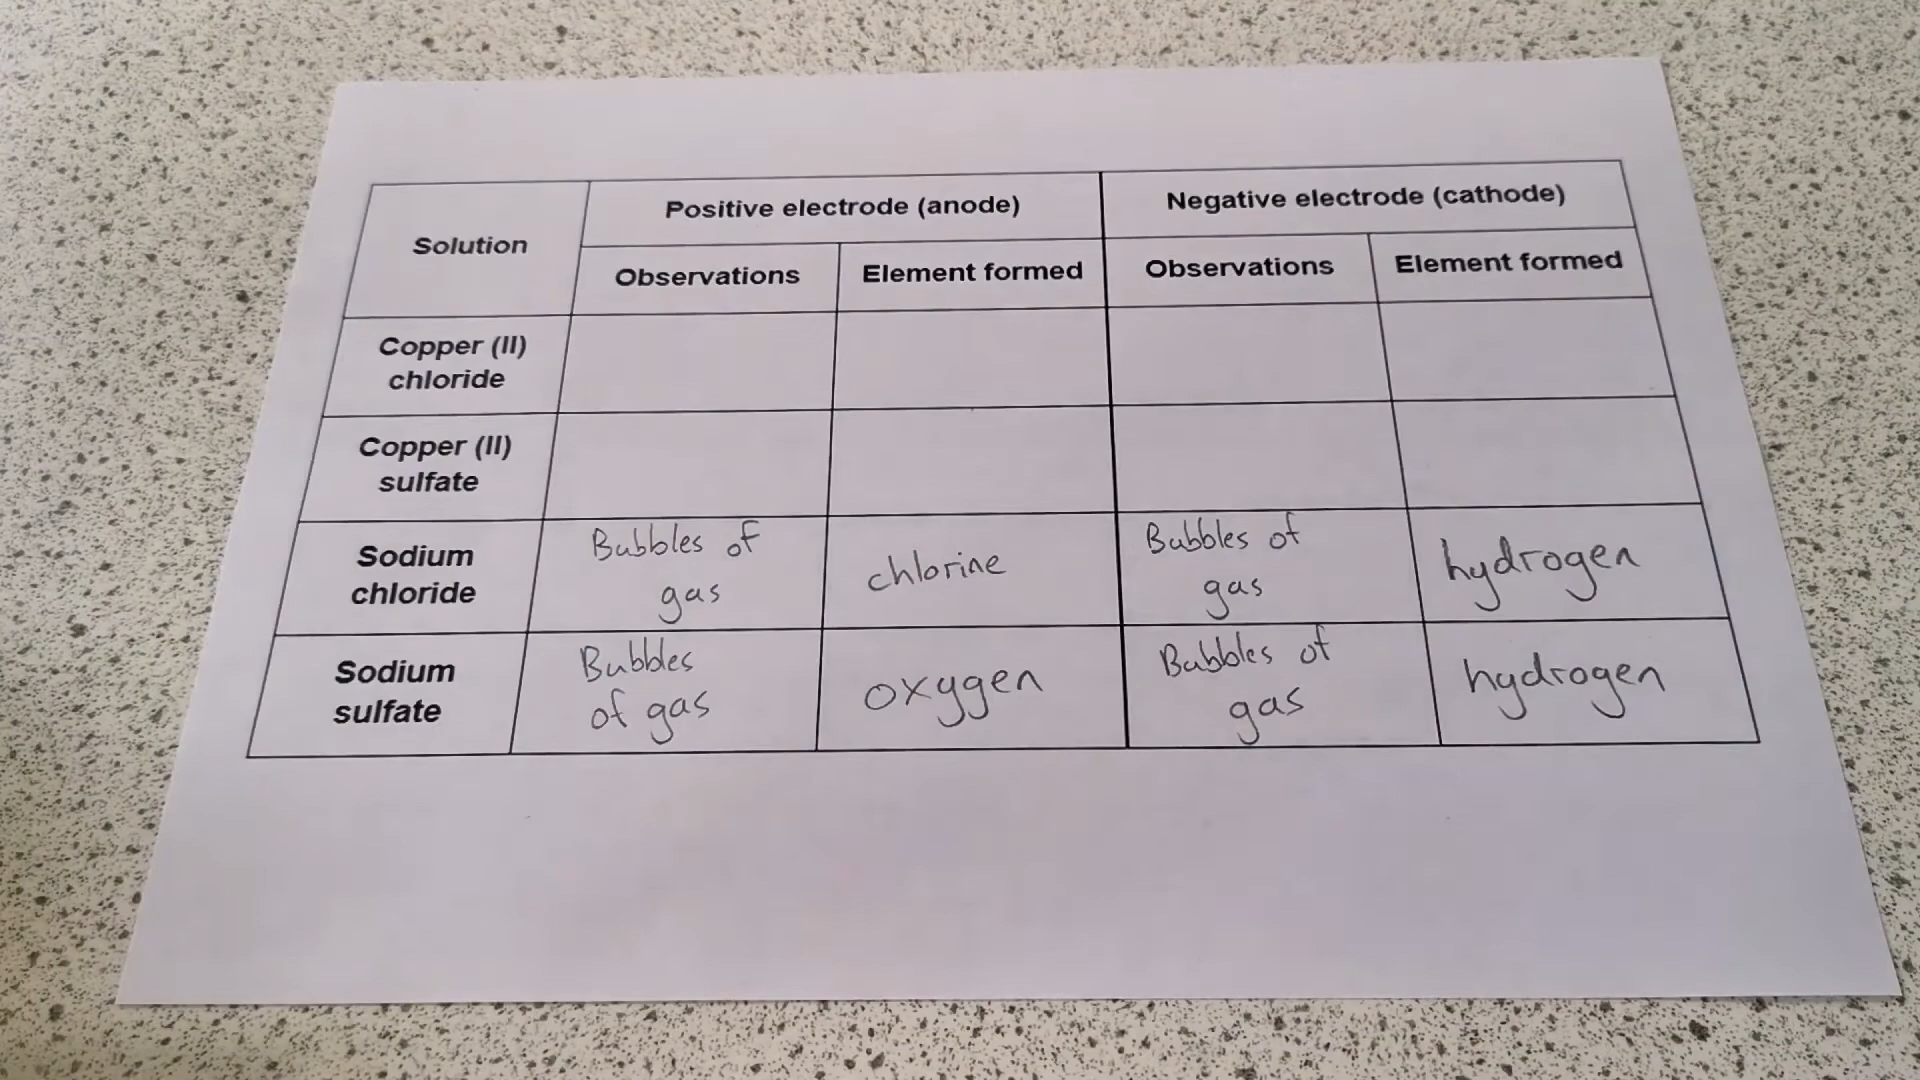 Solution
Positive electrode (anode)
Negative electrode (cathode)
Observations
Element formed
Observations
Element formed
Copper (II)
chloride
Copper (II)
sulfate
Sodium
chloride
Bubbles of
gas
chlorine
Bubbles of
gas
hydrogen
Sodium
sulfate
Bubbles
of gas
oxygen
Bubbles of
gas
hydrogen